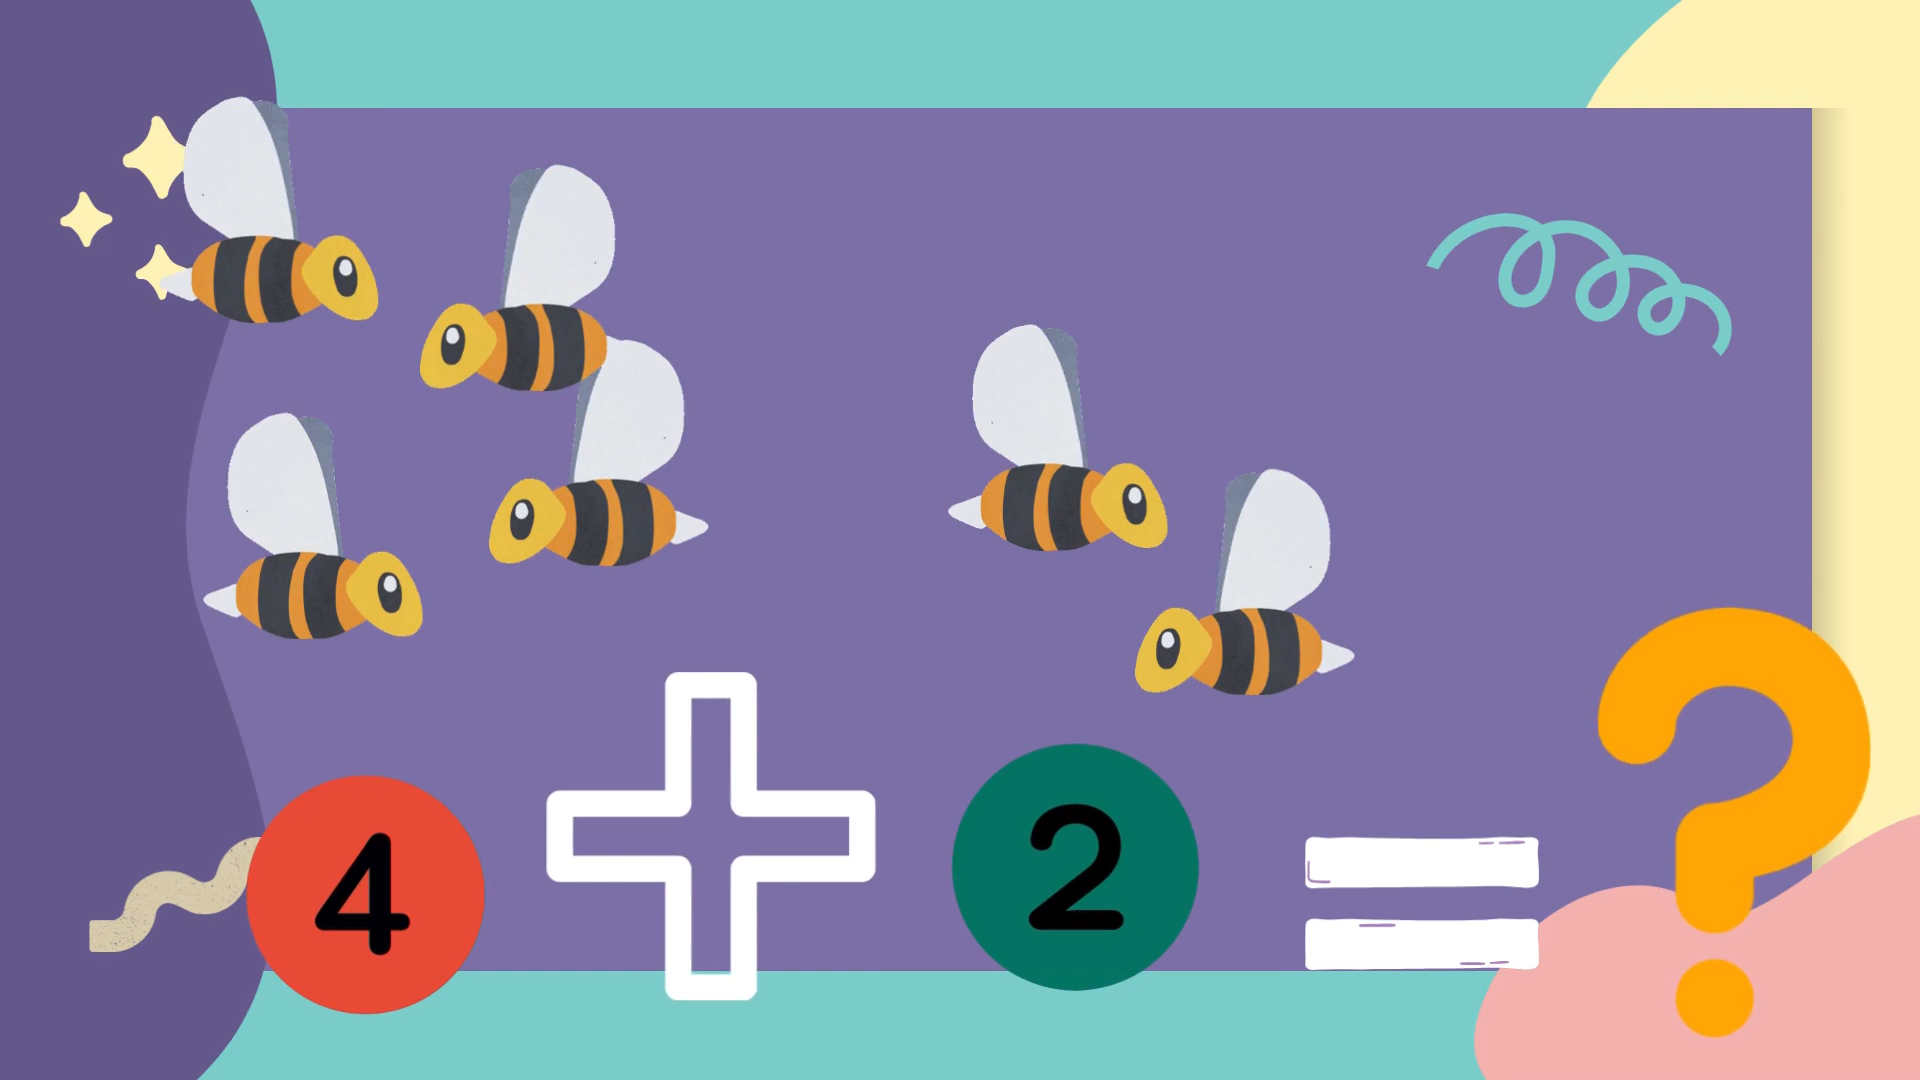 4 + 2 = ?